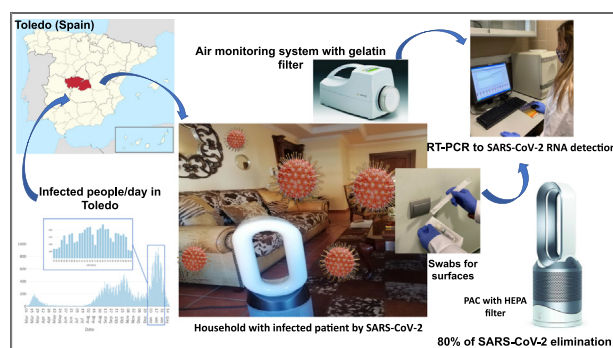 Toledo (Spain)
Air monitoring system with gelatin
filter
RT-PCR to SARS-CoV-2 RNA detection
Infected people/day in
Toledo
Swabs for
surfaces
PAC with HEPA
filter
Date
Household with infected patient by SARS-CoV-2
80% of SARS-CoV-2 elimination